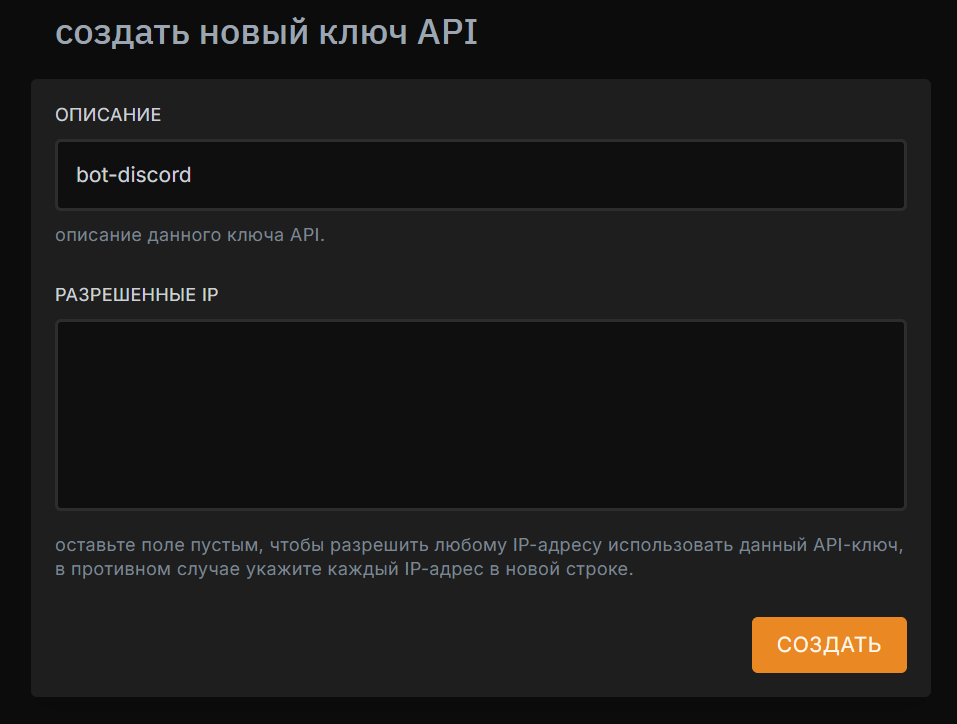 создать новый ключ API
ОПИСАНИЕ
bot-discord
описание данного ключа API.
РАЗРЕШЕННЫЕ IP
оставьте поле пустым, чтобы разрешить любому IP-адресу использовать данный API-ключ,
в противном случае укажите каждый IP-адрес в новой строке.
СОЗДАТЬ